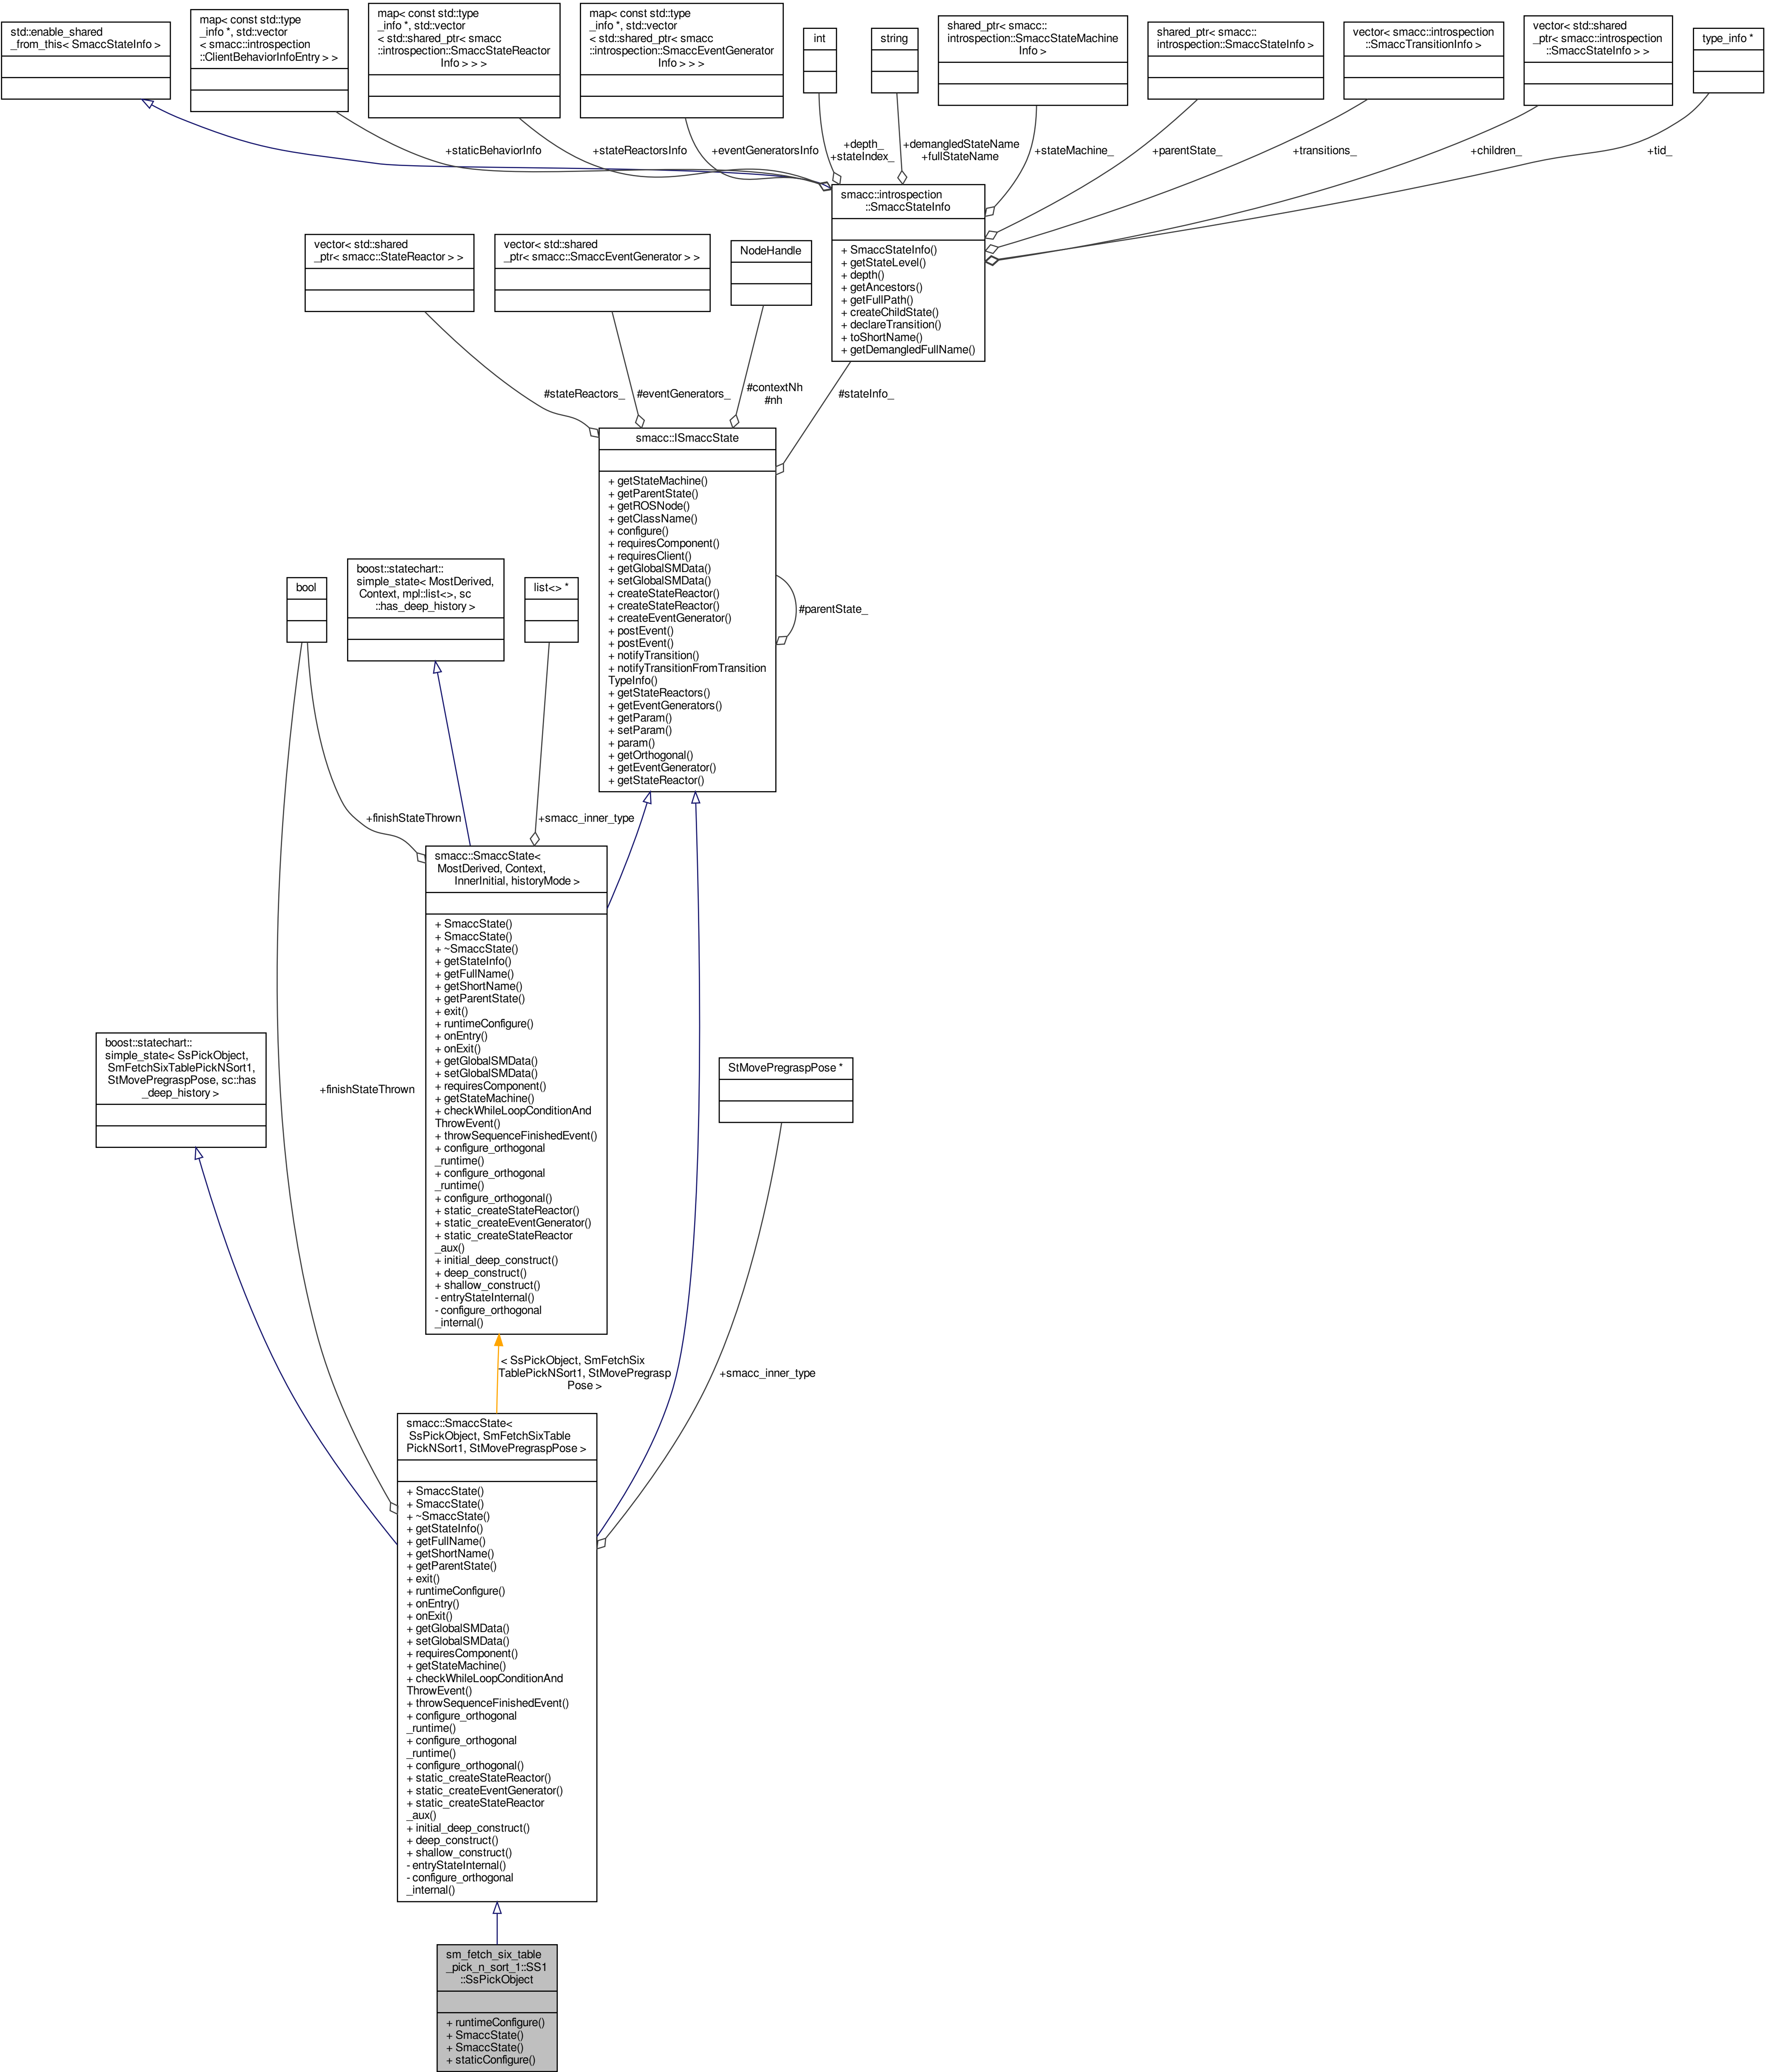 std::enable_shared
_from_this< SmaccStateInfo >
map< const std::type
_info *, std::vector
< smacc::introspection
::ClientBehaviorInfoEntry > >
map< const std::type
_info *, std::vector
< std::shared_ptr< smacc
::introspection::SmaccStateReactor
Info > > >
map< const std::type
_info *, std::vector
< std::shared_ptr< smacc
::introspection::SmaccEventGenerator
Info > > >
int
string
shared_ptr< smacc::
introspection::SmaccStateMachine
Info >
shared_ptr< smacc::
introspection::SmaccStateInfo >
vector< smacc::introspection
::SmaccTransitionInfo >
vector< std::shared
_ptr< smacc::introspection
::SmaccStateInfo > >
type_info *
+staticBehaviorInfo
+stateReactorsInfo
+eventGeneratorsInfo
+depth_
+stateIndex_
+demangledStateName
+fullStateName
+stateMachine_
+parentState_
+transitions_
+children_
+tid_
smacc::introspection
::SmaccStateInfo
+ SmaccStateInfo()
+ getStateLevel()
+ depth()
+ getAncestors()
+ getFullPath()
+ createChildState()
+ declareTransition()
+ toShortName()
+ getDemangledFullName()
vector< std::shared
_ptr< smacc::StateReactor > >
vector< std::shared
_ptr< smacc::SmaccEventGenerator > >
NodeHandle
#stateReactors_
#eventGenerators_
#contextNh
#nh
#stateInfo_
smacc::ISmaccState
+ getStateMachine()
+ getParentState()
+ getROSNode()
+ getClassName()
+ configure()
+ requiresComponent()
+ requiresClient()
+ getGlobalSMData()
+ setGlobalSMData()
+ createStateReactor()
+ createStateReactor()
+ createEventGenerator()
+ postEvent()
+ postEvent()
+ notifyTransition()
+ notifyTransitionFromTransition
TypeInfo()
+ getStateReactors()
+ getEventGenerators()
+ getParam()
+ setParam()
+ param()
+ getOrthogonal()
+ getEventGenerator()
+ getStateReactor()
#parentState_
bool
boost::statechart::
simple_state< MostDerived,
Context, mpl::list<>, sc
::has_deep_history >
list<> *
+finishStateThrown
+smacc_inner_type
smacc::SmaccState<
MostDerived, Context,
InnerInitial, historyMode >
+ SmaccState()
+ SmaccState()
+ ~SmaccState()
+ getStateInfo()
+ getFullName()
+ getShortName()
+ getParentState()
+ exit()
+ runtimeConfigure()
+ onEntry()
+ onExit()
+ getGlobalSMData()
+ setGlobalSMData()
+ requiresComponent()
+ getStateMachine()
+ checkWhileLoopConditionAnd
ThrowEvent()
+ throwSequenceFinishedEvent()
+ configure_orthogonal
_runtime()
+ configure_orthogonal
_runtime()
+ configure_orthogonal()
+ static_createStateReactor()
+ static_createEventGenerator()
+ static_createStateReactor
_aux()
+ initial_deep_construct()
+ deep_construct()
+ shallow_construct()
- entryStateInternal()
- configure_orthogonal
_internal()
boost::statechart::
simple_state< SsPickObject,
SmFetchSixTablePickNSort1,
StMovePregraspPose, sc::has
_deep_history >
+finishStateThrown
StMovePregraspPose *
< SsPickObject, SmFetchSix
TablePickNSort1, StMovePregrasp
Pose >
+smacc_inner_type
smacc::SmaccState<
SsPickObject, SmFetchSixTable
PickNSort1, StMovePregraspPose >
+ SmaccState()
+ SmaccState()
+ ~SmaccState()
+ getStateInfo()
+ getFullName()
+ getShortName()
+ getParentState()
+ exit()
+ runtimeConfigure()
+ onEntry()
+ onExit()
+ getGlobalSMData()
+ setGlobalSMData()
+ requiresComponent()
+ getStateMachine()
+ checkWhileLoopConditionAnd
ThrowEvent()
+ throwSequenceFinishedEvent()
+ configure_orthogonal
_runtime()
+ configure_orthogonal
_runtime()
+ configure_orthogonal()
+ static_createStateReactor()
+ static_createEventGenerator()
+ static_createStateReactor
_aux()
+ initial_deep_construct()
+ deep_construct()
+ shallow_construct()
- entryStateInternal()
- configure_orthogonal
_internal()
sm_fetch_six_table
_pick_n_sort_1::SS1
::SsPickObject
+ runtimeConfigure()
+ SmaccState()
+ SmaccState()
+ staticConfigure()